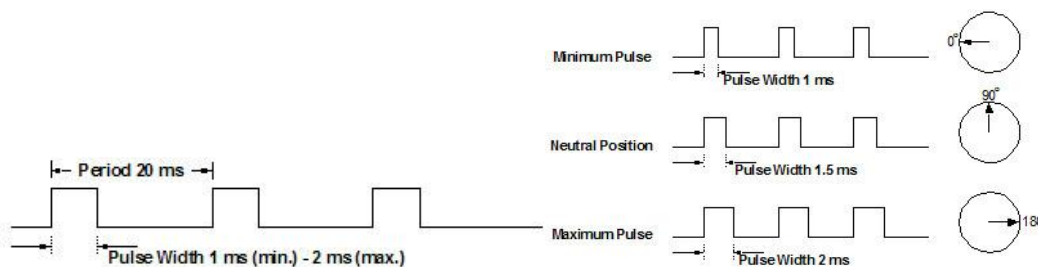 Period 20 ms
Pulse Width 1 ms (min.) - 2 ms (max.)
Minimum Pulse
Pulse Width 1 ms
0°
Neutral Position
Pulse Width 1.5 ms
90°
Maximum Pulse
Pulse Width 2 ms
18